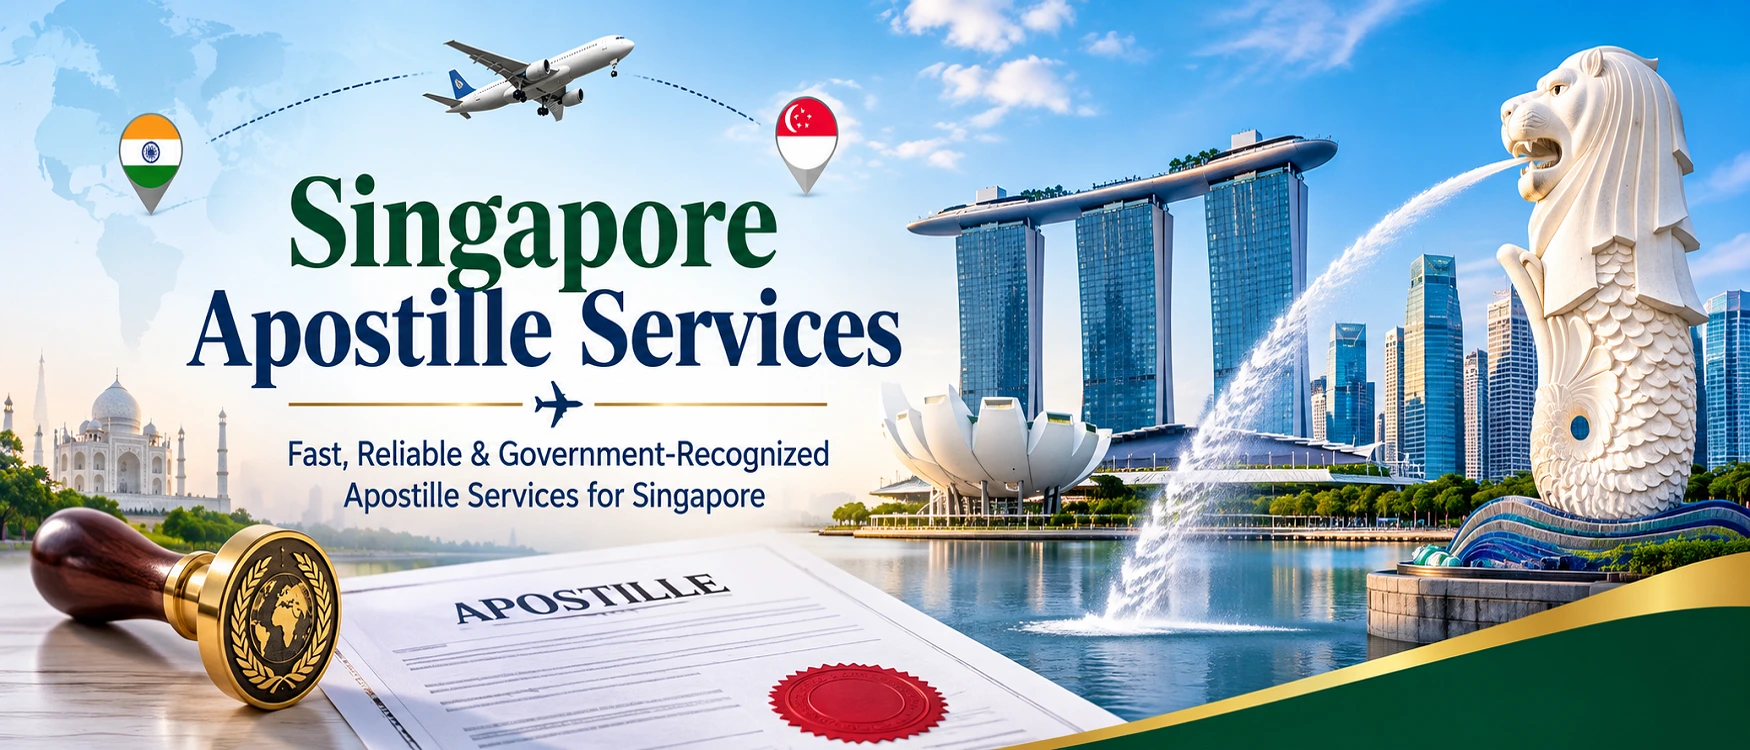 Singapore
Apostille Services
Fast, Reliable & Government-Recognized
Apostille Services for Singapore
APOSTILLE